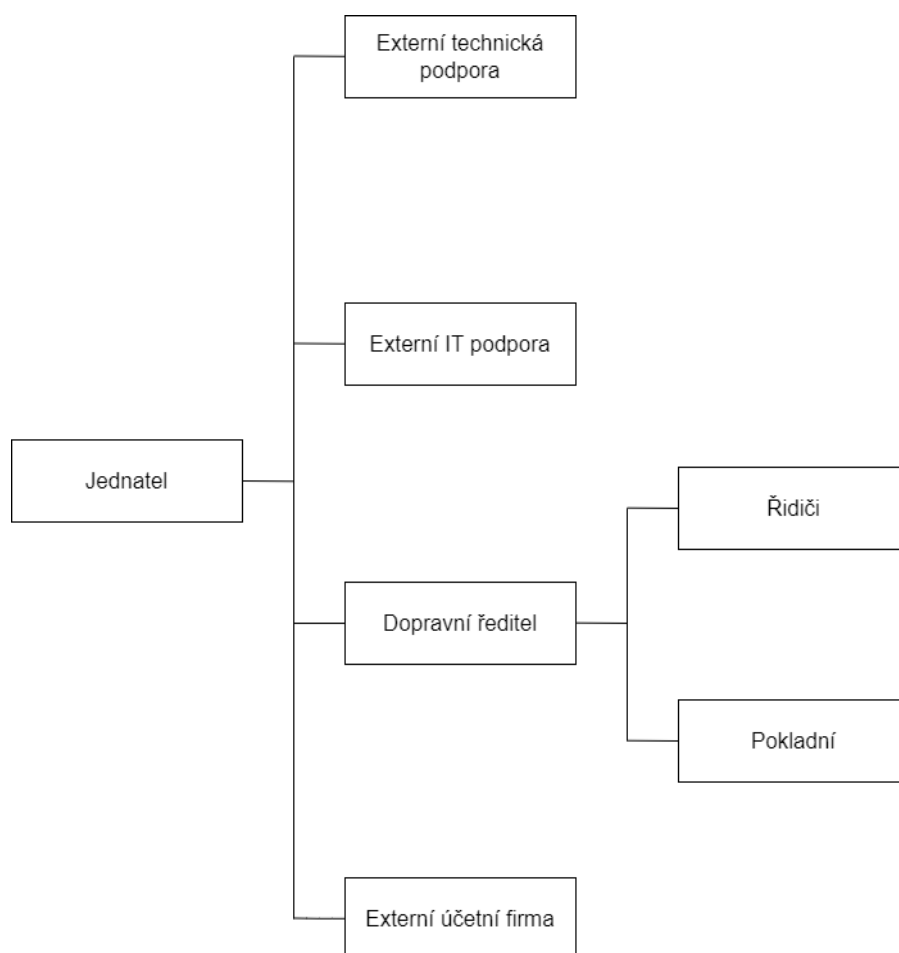 Externí technická
podpora
Externí IT podpora
Jednatel
Řidiči
Dopravní ředitel
Pokladní
Externí účetní firma